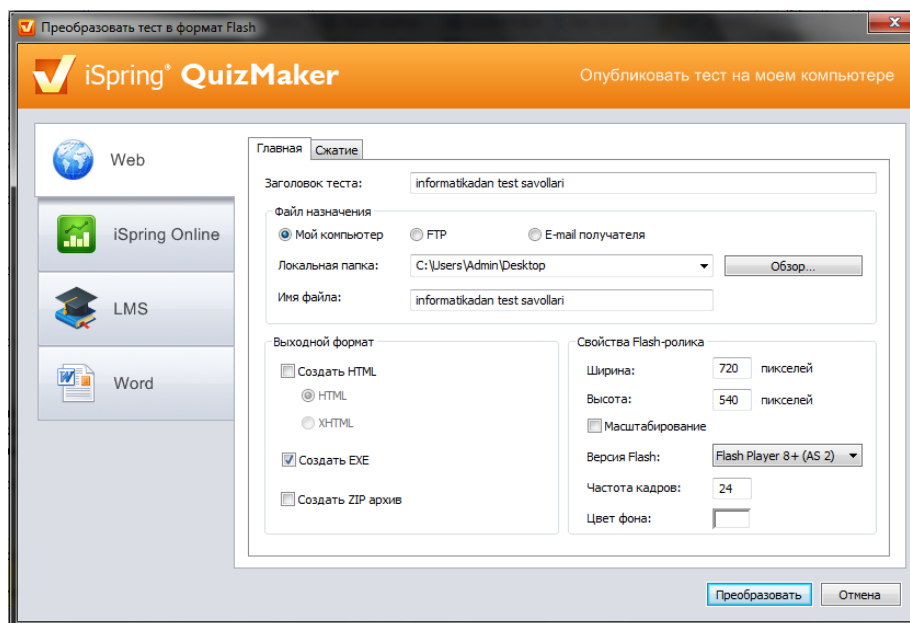 Преобразовать тест в формат Flash
iSpring® QuizMaker
Опубликовать тест на моем компьютере
Web
iSpring Online
LMS
Word
Главная Сжатие
Заголовок теста: informatikadan test savollari
Файл назначения
Мой компьютер FTP E-mail получателя
Локальная папка: C:\Users\Admin\Desktop Обзор...
Имя файла: informatikadan test savollari
Выходной формат
Создать HTML
HTML
XHTML
Создать EXE
Создать ZIP архив
Свойства Flash-ролика
Ширина: 720 пикселей
Высота: 540 пикселей
Масштабирование
Версия Flash: Flash Player 8+ (AS 2)
Частота кадров: 24
Цвет фона:
Преобразовать Отмена